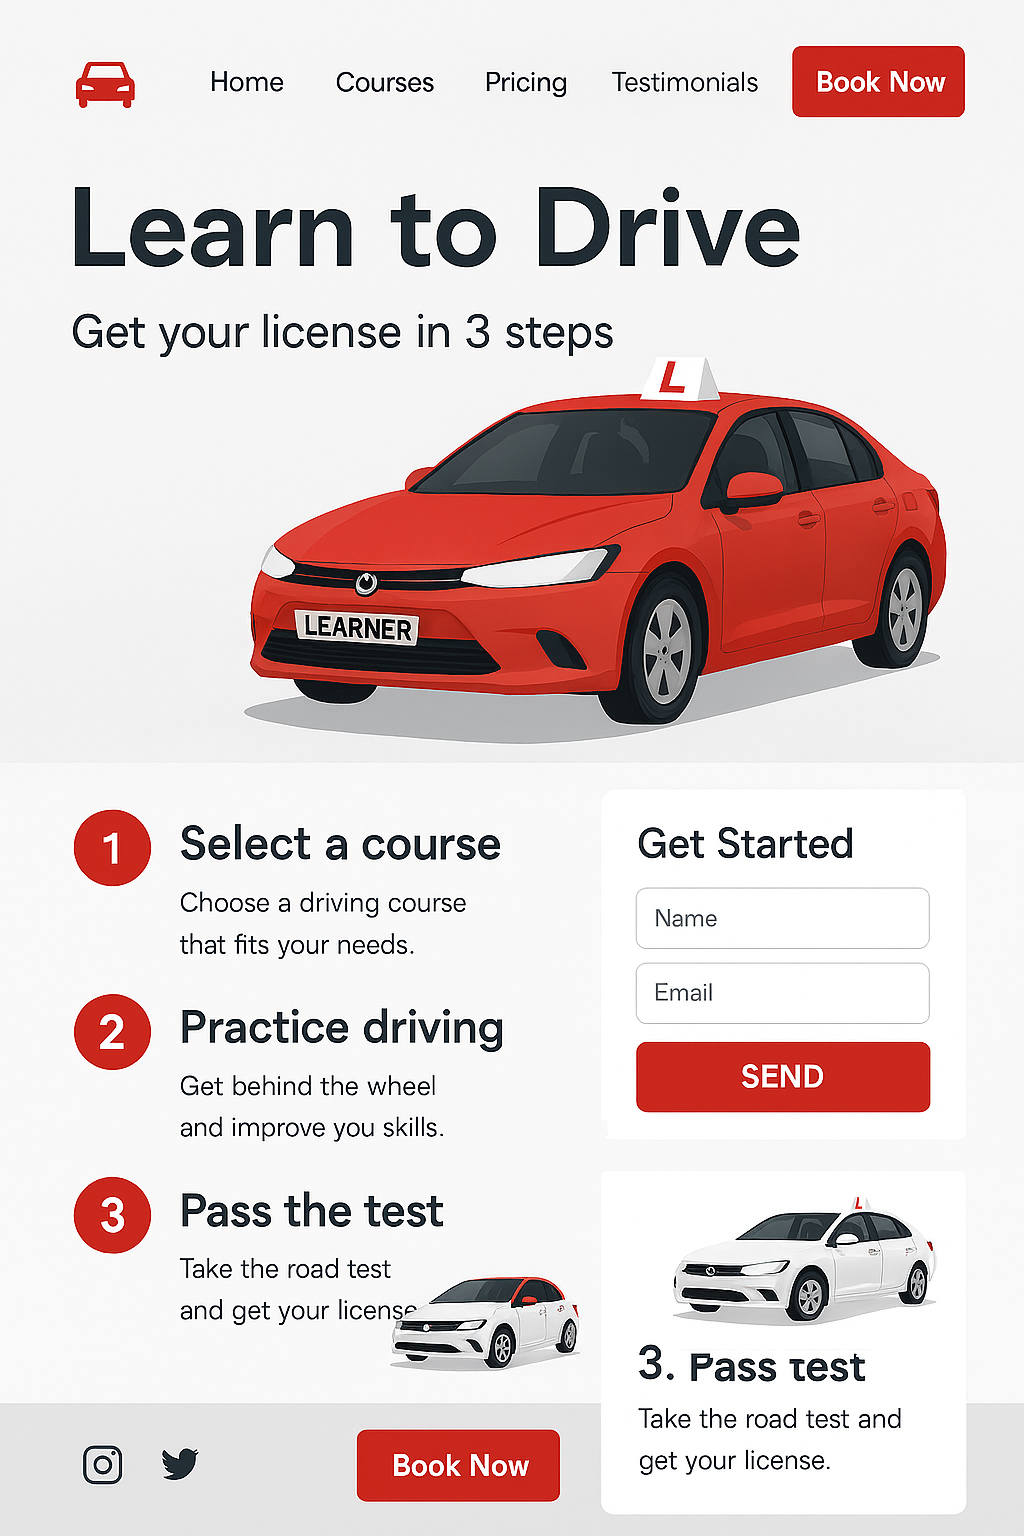 Home Courses Pricing Testimonials Book Now
Learn to Drive
Get your license in 3 steps
L
LEARNER
1 Select a course
Choose a driving course
that fits your needs.
2 Practice driving
Get behind the wheel
and improve you skills.
3 Pass the test
Take the road test
and get your license
Get Started
Name
Email
SEND
L
3. Pass test
Take the road test and
get your license.
Book Now